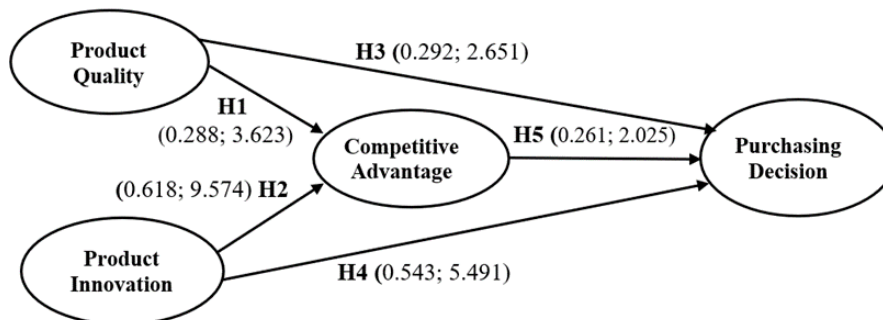 Product
Quality
H3 (0.292; 2.651)
H1
(0.288; 3.623)
Competitive
Advantage
H5 (0.261; 2.025)
Purchasing
Decision
(0.618; 9.574) H2
Product
Innovation
H4 (0.543; 5.491)